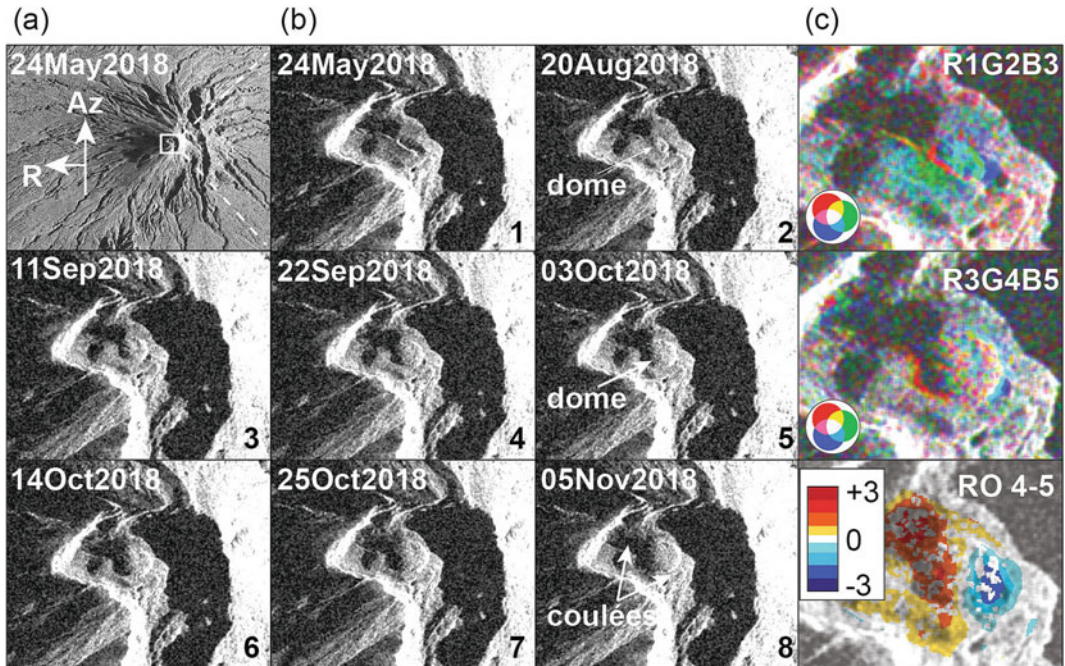 (a)
(b)
(c)
24May2018
Az
R
24May2018
1
20Aug2018
dome
2
R1G2B3
11Sep2018
3
22Sep2018
4
03Oct2018
dome
5
R3G4B5
14Oct2018
6
25Oct2018
7
05Nov2018
coulées
8
RO 4-5
+3
0
-3